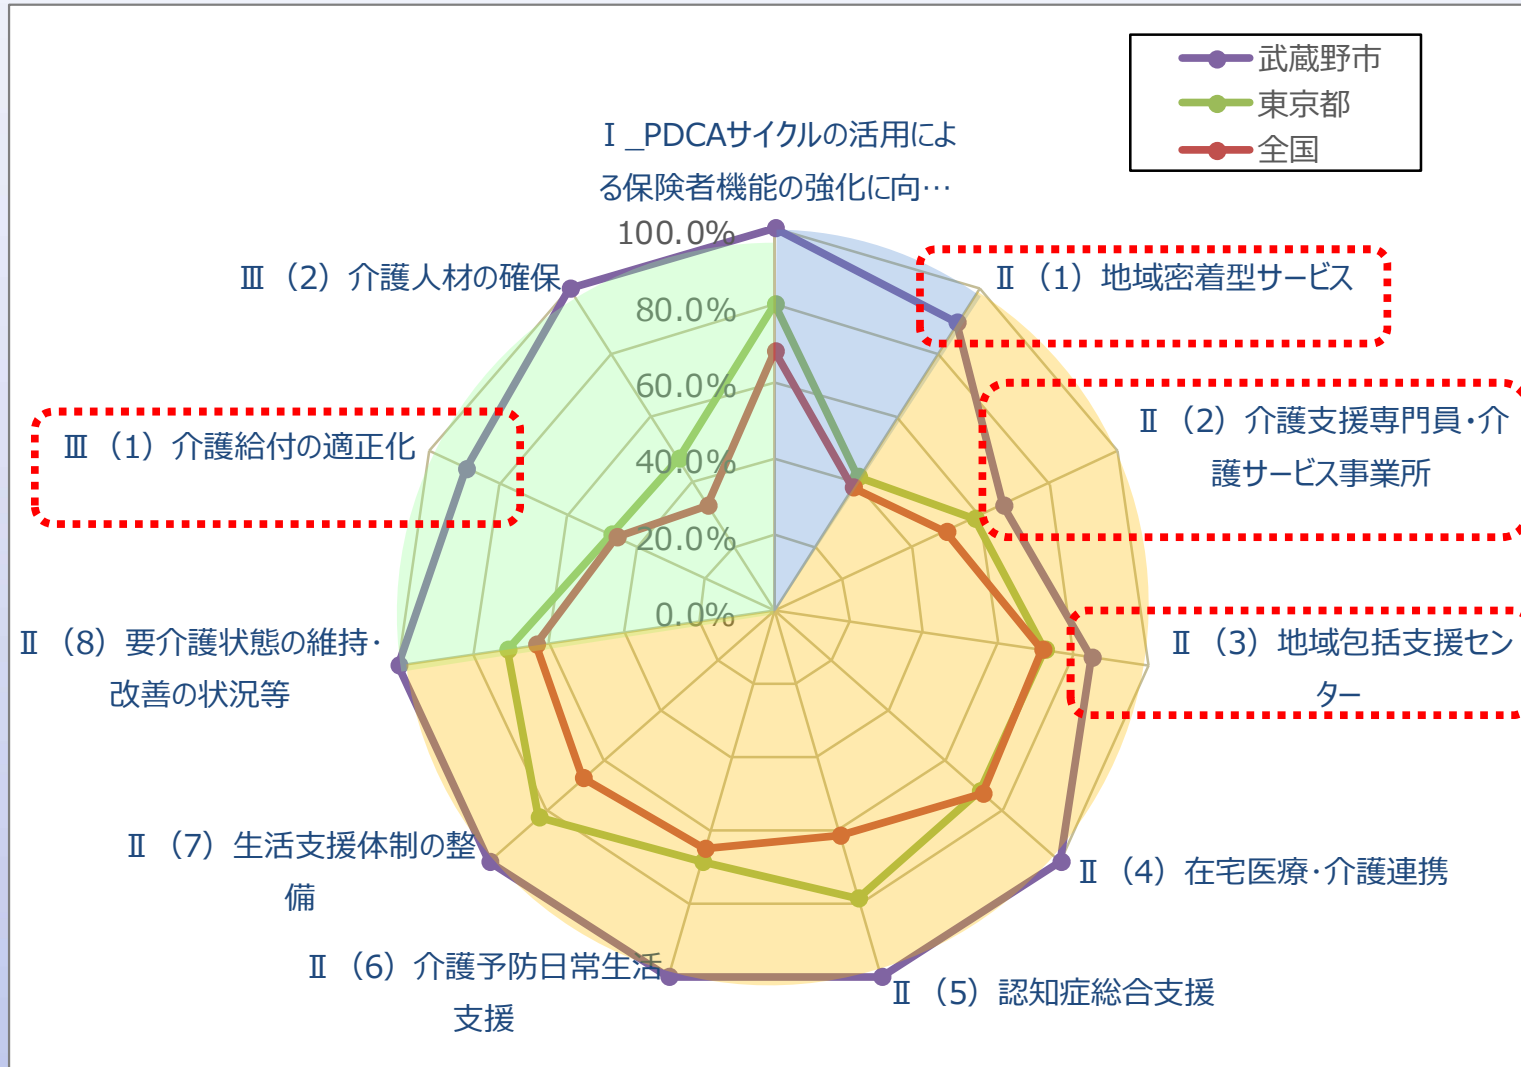 武蔵野市
東京都
全国
Ⅰ_PDCAサイクルの活用によ
る保険者機能の強化に向…
100.0%
80.0%
60.0%
40.0%
20.0%
0.0%
Ⅱ（1）地域密着型サービス
Ⅱ（2）介護支援専門員・介
護サービス事業所
Ⅱ（3）地域包括支援セン
ター
Ⅱ（4）在宅医療・介護連携
Ⅱ（5）認知症総合支援
Ⅱ（6）介護予防日常生活
支援
Ⅱ（7）生活支援体制の整
備
Ⅱ（8）要介護状態の維持・
改善の状況等
Ⅲ（1）介護給付の適正化
Ⅲ（2）介護人材の確保